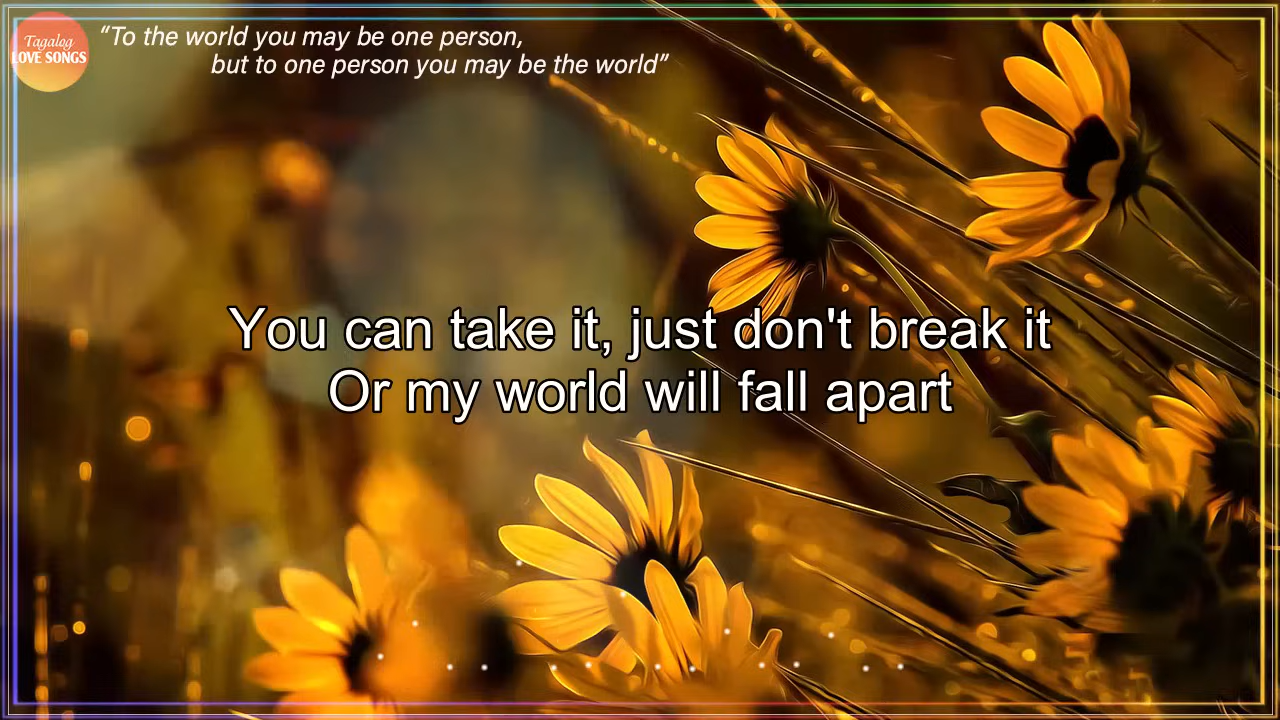 Tagalog
LOVE SONGS
“To the world you may be one person,
but to one person you may be the world”
You can take it, just don't break it
Or my world will fall apart